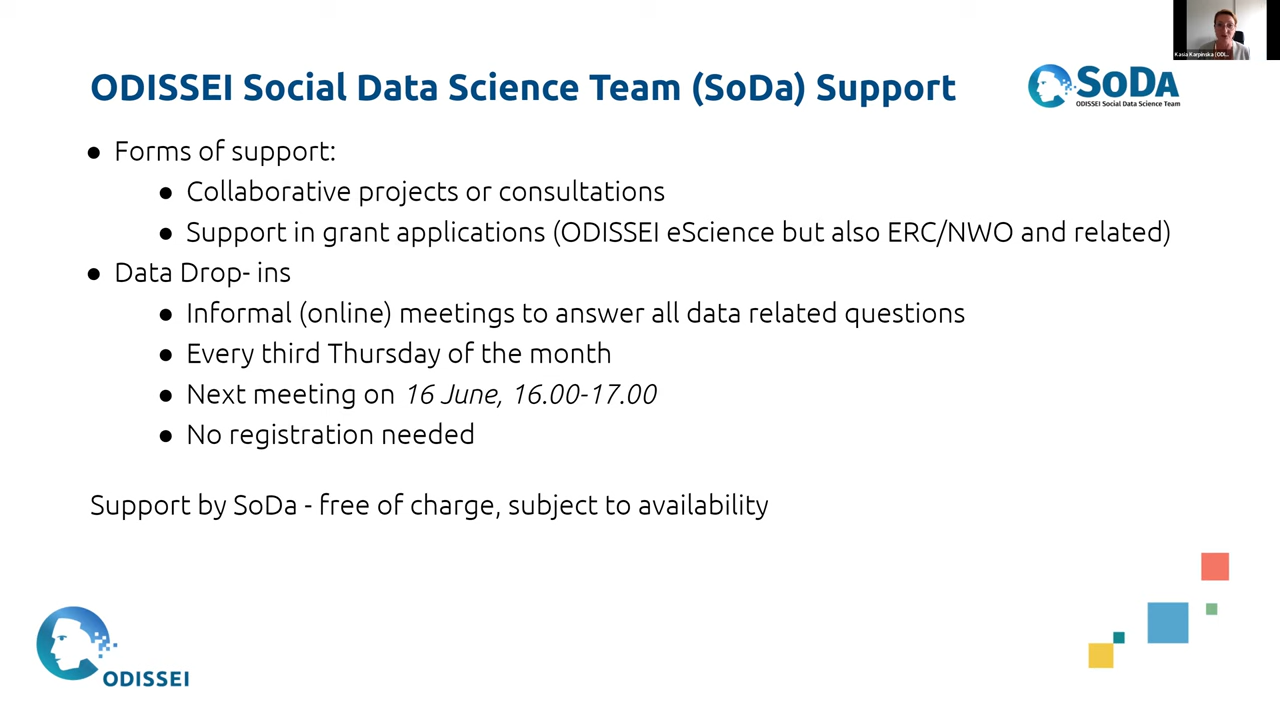 Kasia Karpinska (ODI...
ODISSEI Social Data Science Team (SoDa) Support
SoDA
ODISSEI Social Data Science Team
● Forms of support:
● Collaborative projects or consultations
● Support in grant applications (ODISSEI eScience but also ERC/NWO and related)
● Data Drop- ins
● Informal (online) meetings to answer all data related questions
● Every third Thursday of the month
● Next meeting on 16 June, 16.00-17.00
● No registration needed
Support by SoDa - free of charge, subject to availability
ODISSEI